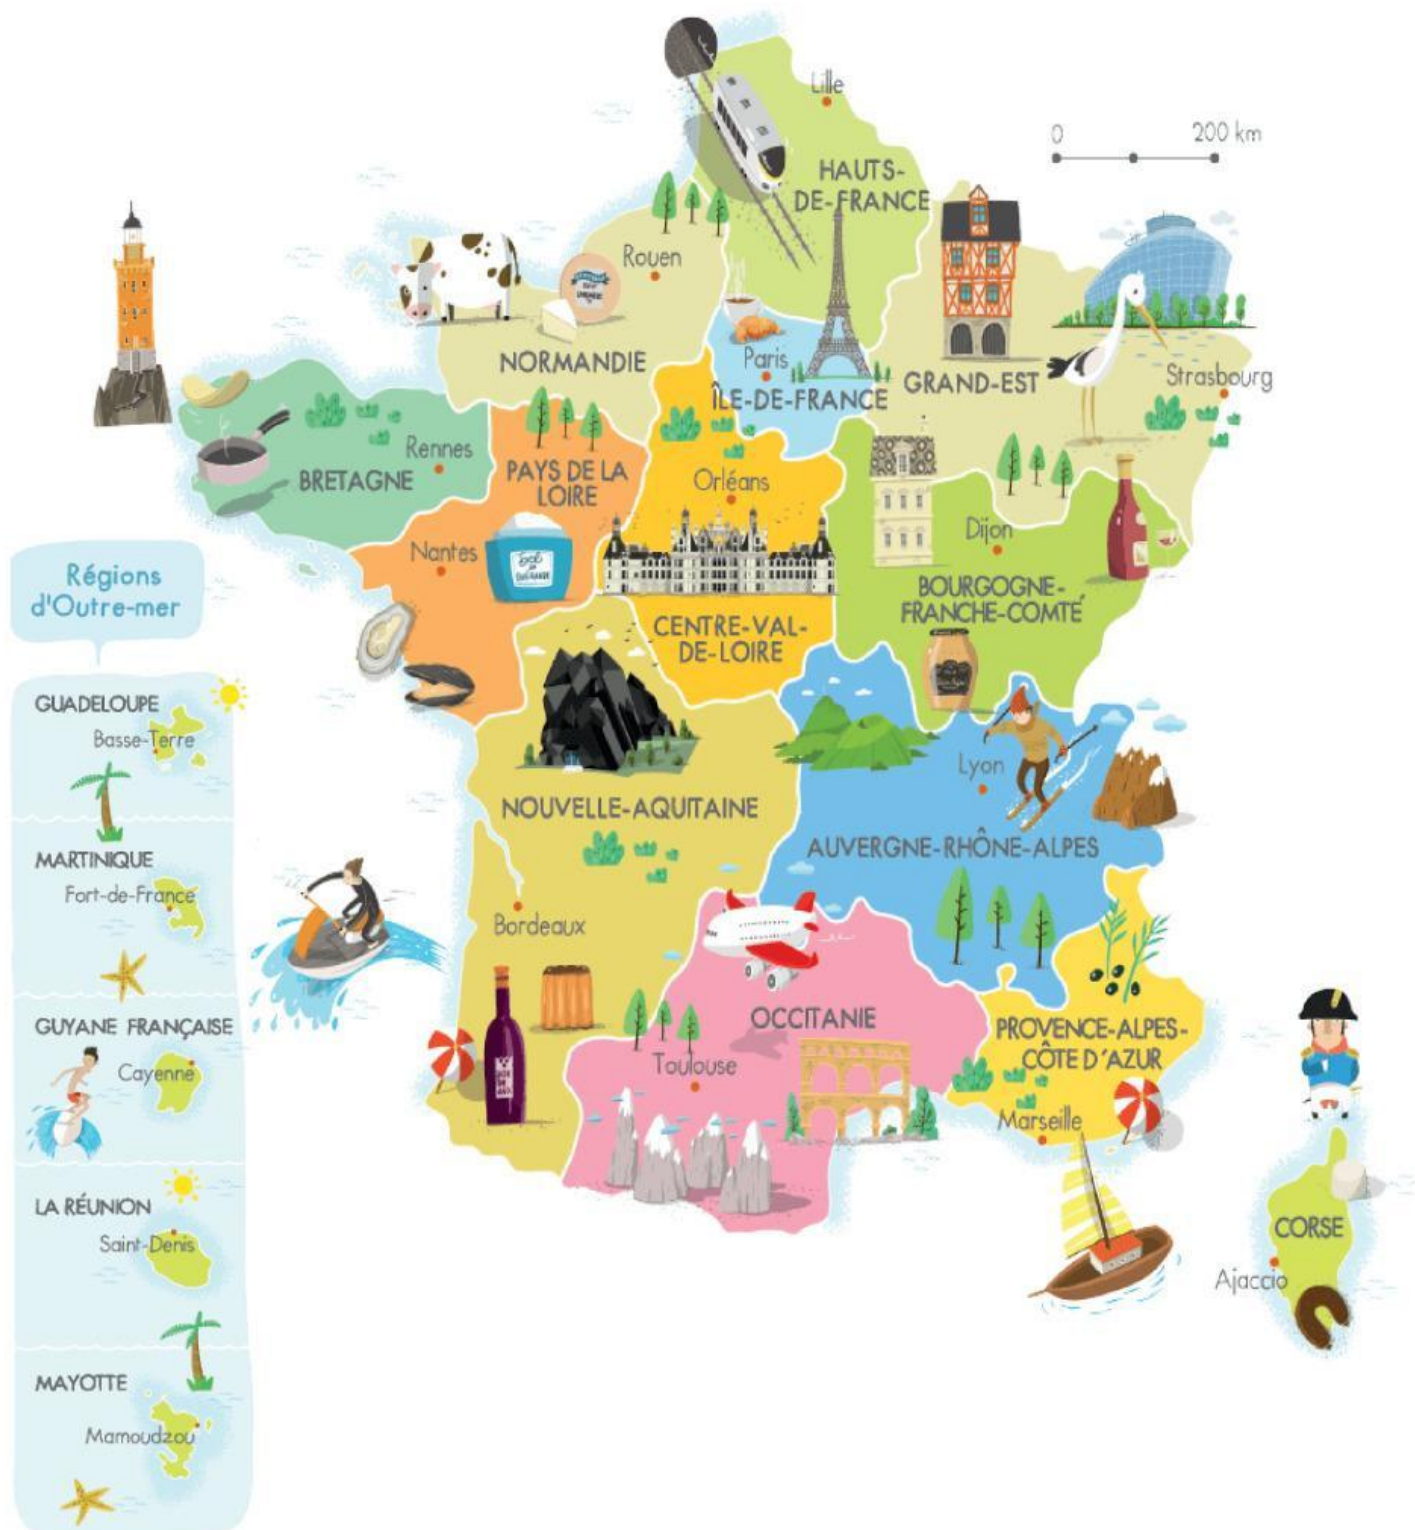 Lille
0 200 km
HAUTS-
DE-FRANCE
Rouen
NORMANDIE
Paris
ÎLE-DE-FRANCE
GRAND-EST
Strasbourg
Rennes
BRETAGNE
PAYS DE LA
LOIRE
Orléans
Nantes
Dijon
BOURGOGNE-
FRANCHE-COMTÉ
CENTRE-VAL-
DE-LOIRE
NOUVELLE-AQUITAINE
Lyon
AUVERGNE-RHÔNE-ALPES
Bordeaux
OCCITANIE
Toulouse
PROVENCE-ALPES-
CÔTE D'AZUR
Marseille
CORSE
Ajaccio
Régions
d'Outre-mer
GUADELOUPE
Basse-Terre
MARTINIQUE
Fort-de-France
GUYANE FRANÇAISE
Cayenne
LA RÉUNION
Saint-Denis
MAYOTTE
Mamoudzou